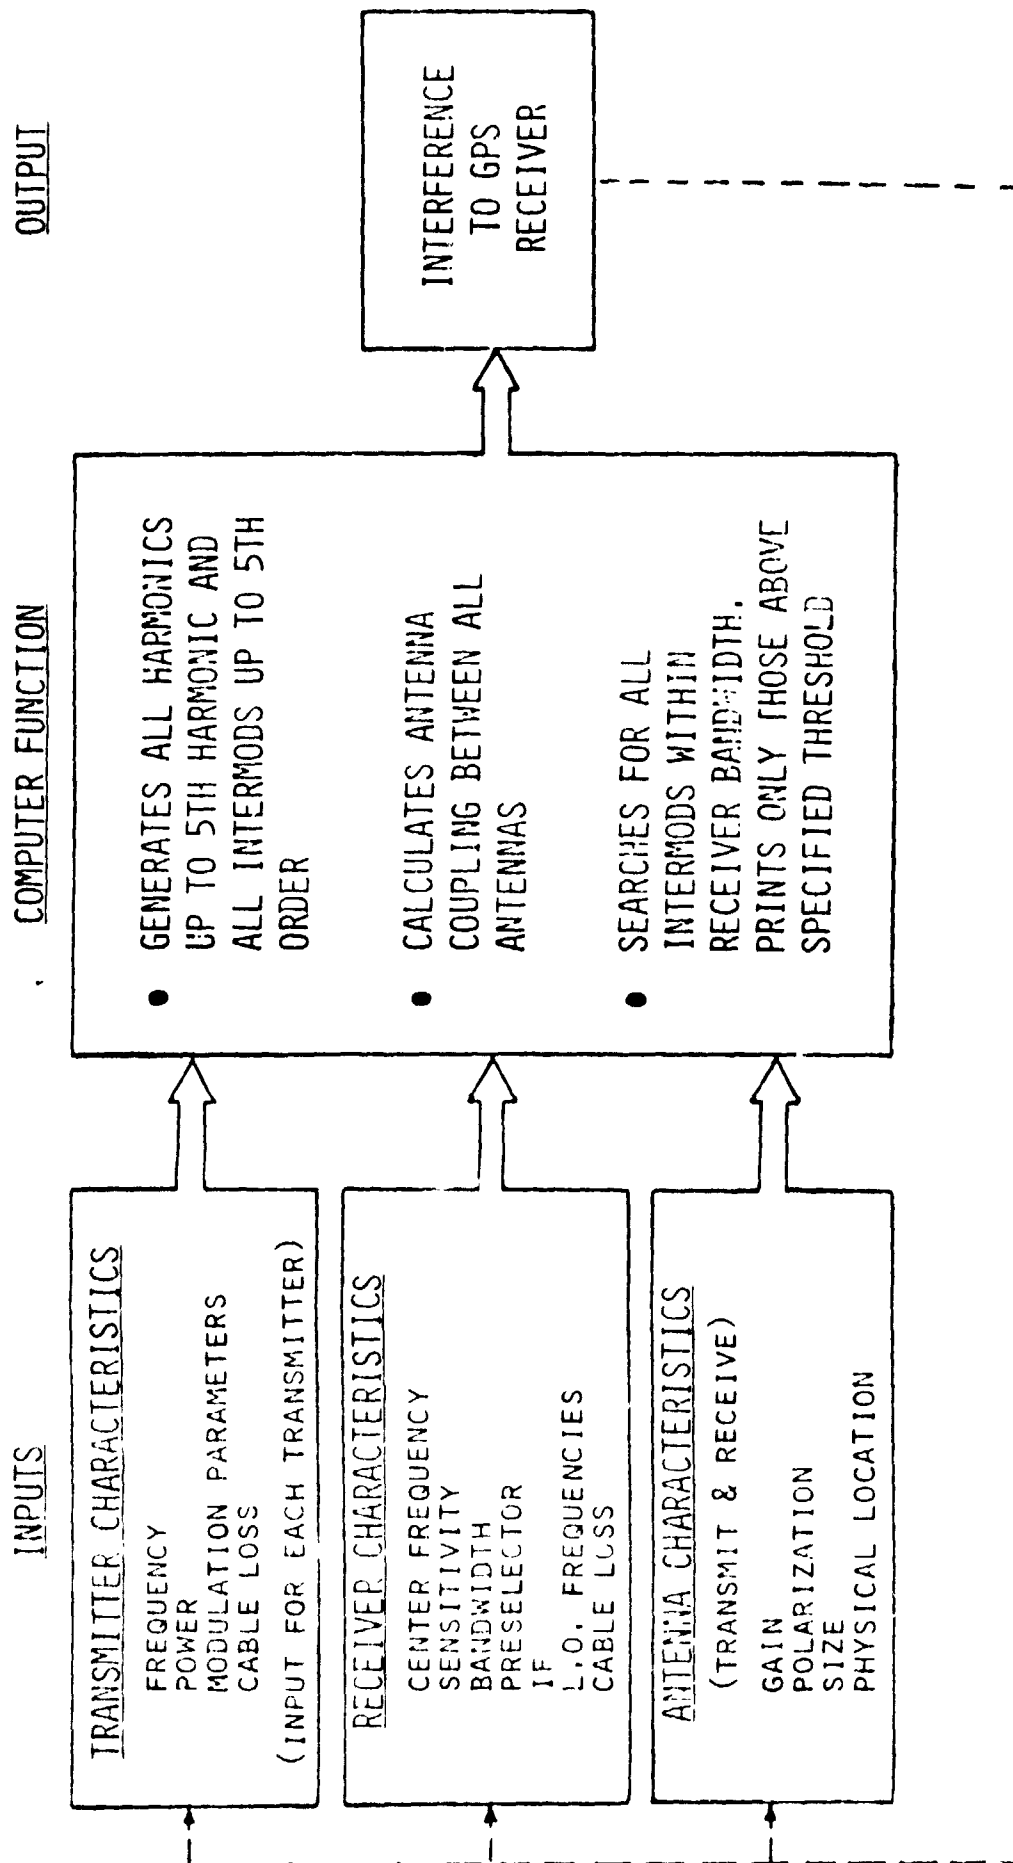 INPUTS
TRANSMITTER CHARACTERISTICS
FREQUENCY
POWER
MODULATION PARAMETERS
CABLE LOSS
(INPUT FOR EACH TRANSMITTER)
RECEIVER CHARACTERISTICS
CENTER FREQUENCY
SENSITIVITY
BANDWIDTH
PRESELECTOR
IF
L.O. FREQUENCIES
CABLE LOSS
ANTENNA CHARACTERISTICS
(TRANSMIT & RECEIVE)
GAIN
POLARIZATION
SIZE
PHYSICAL LOCATION
COMPUTER FUNCTION
● GENERATES ALL HARMONICS
UP TO 5TH HARMONIC AND
ALL INTERMODS UP TO 5TH
ORDER
● CALCULATES ANTENNA
COUPLING BETWEEN ALL
ANTENNAS
● SEARCHES FOR ALL
INTERMODS WITHIN
RECEIVER BANDWIDTH.
PRINTS ONLY THOSE ABOVE
SPECIFIED THRESHOLD
OUTPUT
INTERFERENCE
TO GPS
RECEIVER